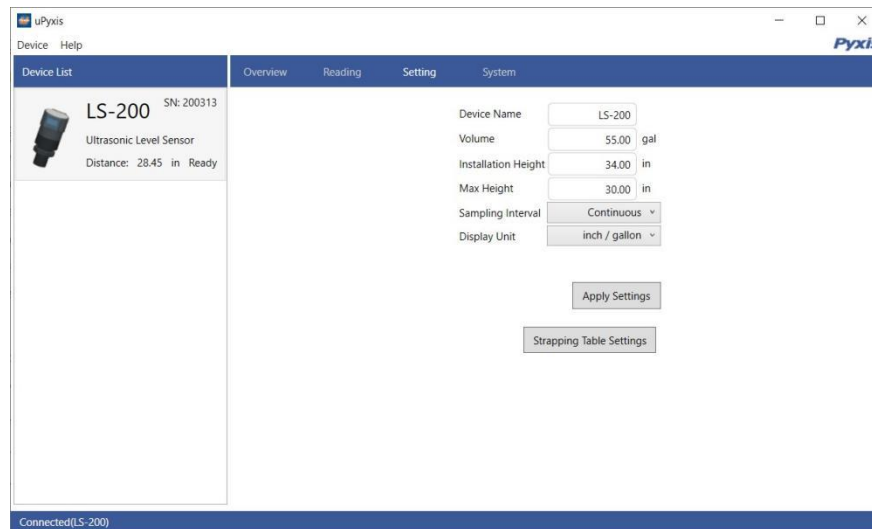 uPyxis
Device Help
Pyxis
Device List
Overview Reading Setting System
LS-200 SN: 200313
Ultrasonic Level Sensor
Distance: 28.45 in Ready
Device Name LS-200
Volume 55.00 gal
Installation Height 34.00 in
Max Height 30.00 in
Sampling Interval Continuous
Display Unit inch / gallon
Apply Settings
Strapping Table Settings
Connected(LS-200)